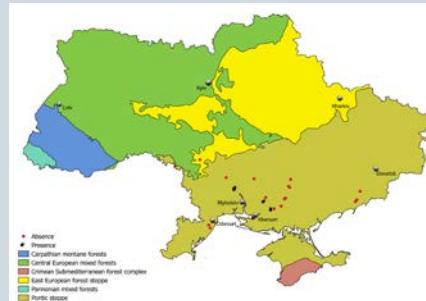 Kyiv
Lviv
Kharkiv
Donetsk
Mykolaiv
Kherson
Absence
Presence
Carpathian montane forests
Central European mixed forests
Crimean Submediterranean forest complex
East European forest steppe
Pannonian mixed forests
Pontic steppe